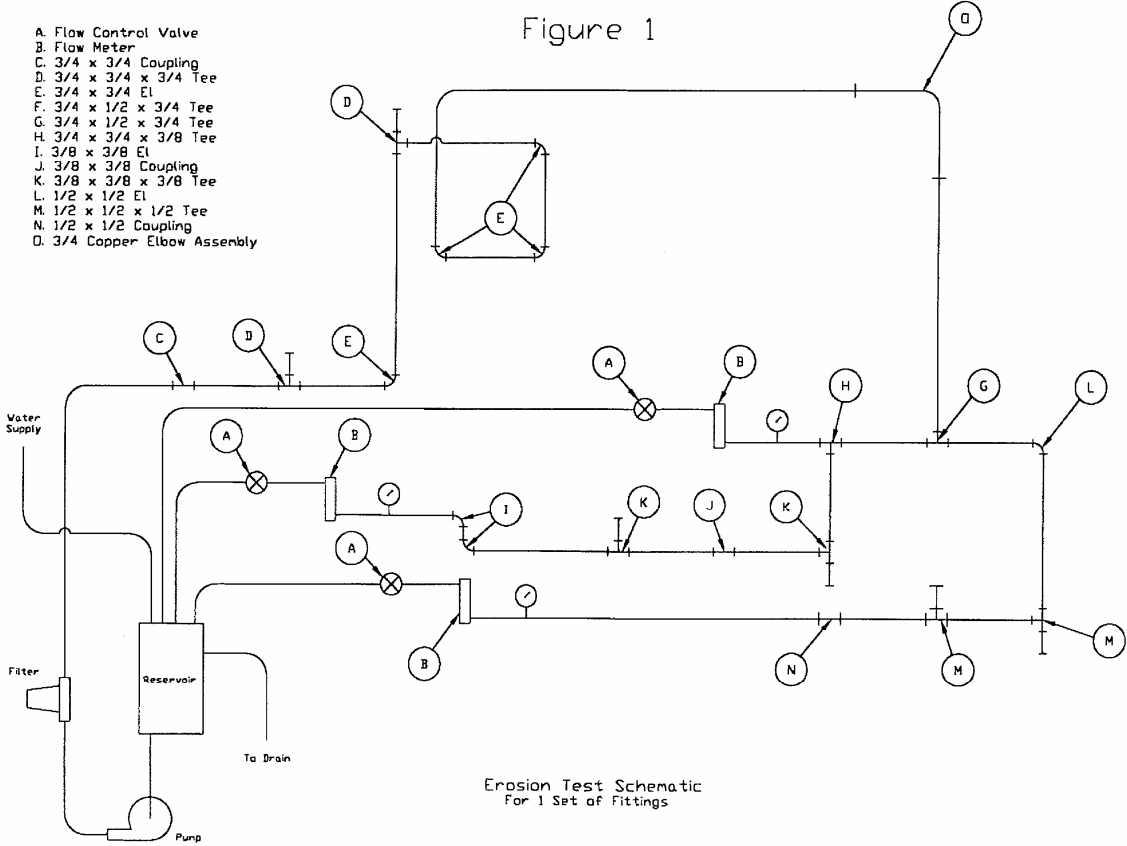 Figure 1
A. Flow Control Valve
B. Flow Meter
C. 3/4 x 3/4 Coupling
D. 3/4 x 3/4 x 3/4 Tee
E. 3/4 x 3/4 El
F. 3/4 x 1/2 x 3/4 Tee
G. 3/4 x 1/2 x 3/4 Tee
H. 3/4 x 3/4 x 3/8 Tee
I. 3/8 x 3/8 El
J. 3/8 x 3/8 Coupling
K. 3/8 x 3/8 x 3/8 Tee
L. 1/2 x 1/2 El
M. 1/2 x 1/2 x 1/2 Tee
N. 1/2 x 1/2 Coupling
O. 3/4 Copper Elbow Assembly
O
D
E
C
D
E
A
B
H
G
L
Water
Supply
A
B
I
K
J
K
A
B
N
M
M
Filter
Reservoir
To Drain
Pump
Erosion Test Schematic
For 1 Set of Fittings